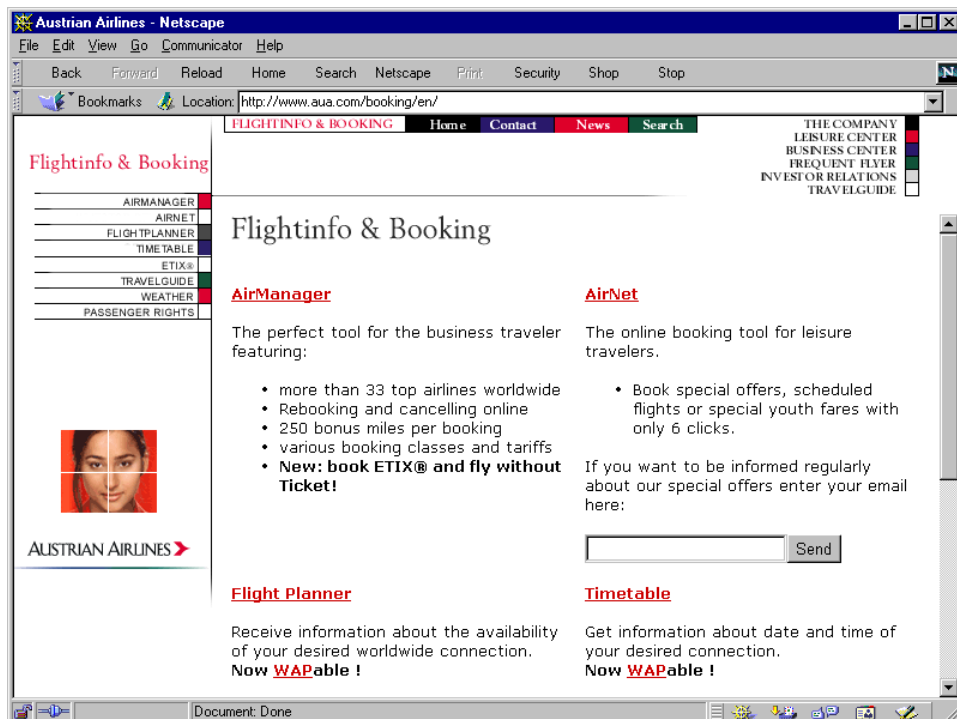 Austrian Airlines - Netscape
File Edit View Go Communicator Help
Back Forward Reload Home Search Netscape Print Security Shop Stop
N
Bookmarks Location: http://www.aua.com/booking/en/
FLIGHTINFO & BOOKING Home Contact News Search
THE COMPANY
LEISURE CENTER
BUSINESS CENTER
FREQUENT FLYER
INVESTOR RELATIONS
TRAVELGUIDE
Flightinfo & Booking
AIRMANAGER
AIRNET
FLIGHTPLANNER
TIMETABLE
ETIX®
TRAVELGUIDE
WEATHER
PASSENGER RIGHTS
AUSTRIAN AIRLINES
Flightinfo & Booking
AirManager
The perfect tool for the business traveler
featuring:
• more than 33 top airlines worldwide
• Rebooking and cancelling online
• 250 bonus miles per booking
• various booking classes and tariffs
• New: book ETIX® and fly without
Ticket!
AirNet
The online booking tool for leisure
travelers.
• Book special offers, scheduled
flights or special youth fares with
only 6 clicks.
If you want to be informed regularly
about our special offers enter your email
here:
Send
Flight Planner
Receive information about the availability
of your desired worldwide connection.
Now WAPable !
Timetable
Get information about date and time of
your desired connection.
Now WAPable !
Document: Done